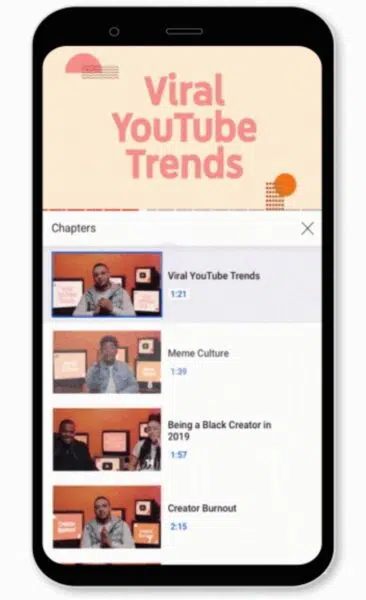 Viral
YouTube
Trends
Chapters
Viral YouTube Trends
1:21
Meme Culture
1:39
Being a Black Creator in
2019
1:57
Creator Burnout
2:15